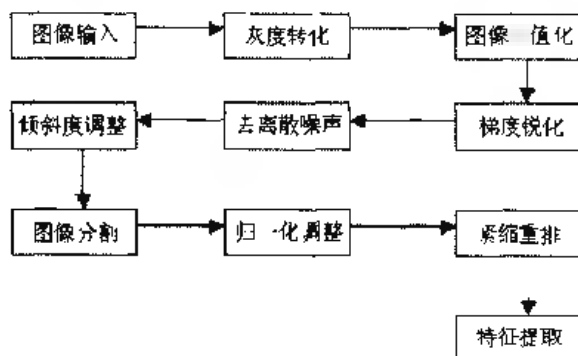 图像输入
灰度转化
图像二值化
梯度锐化
去离散噪声
倾斜度调整
图像分割
归一化调整
紧缩重排
特征提取